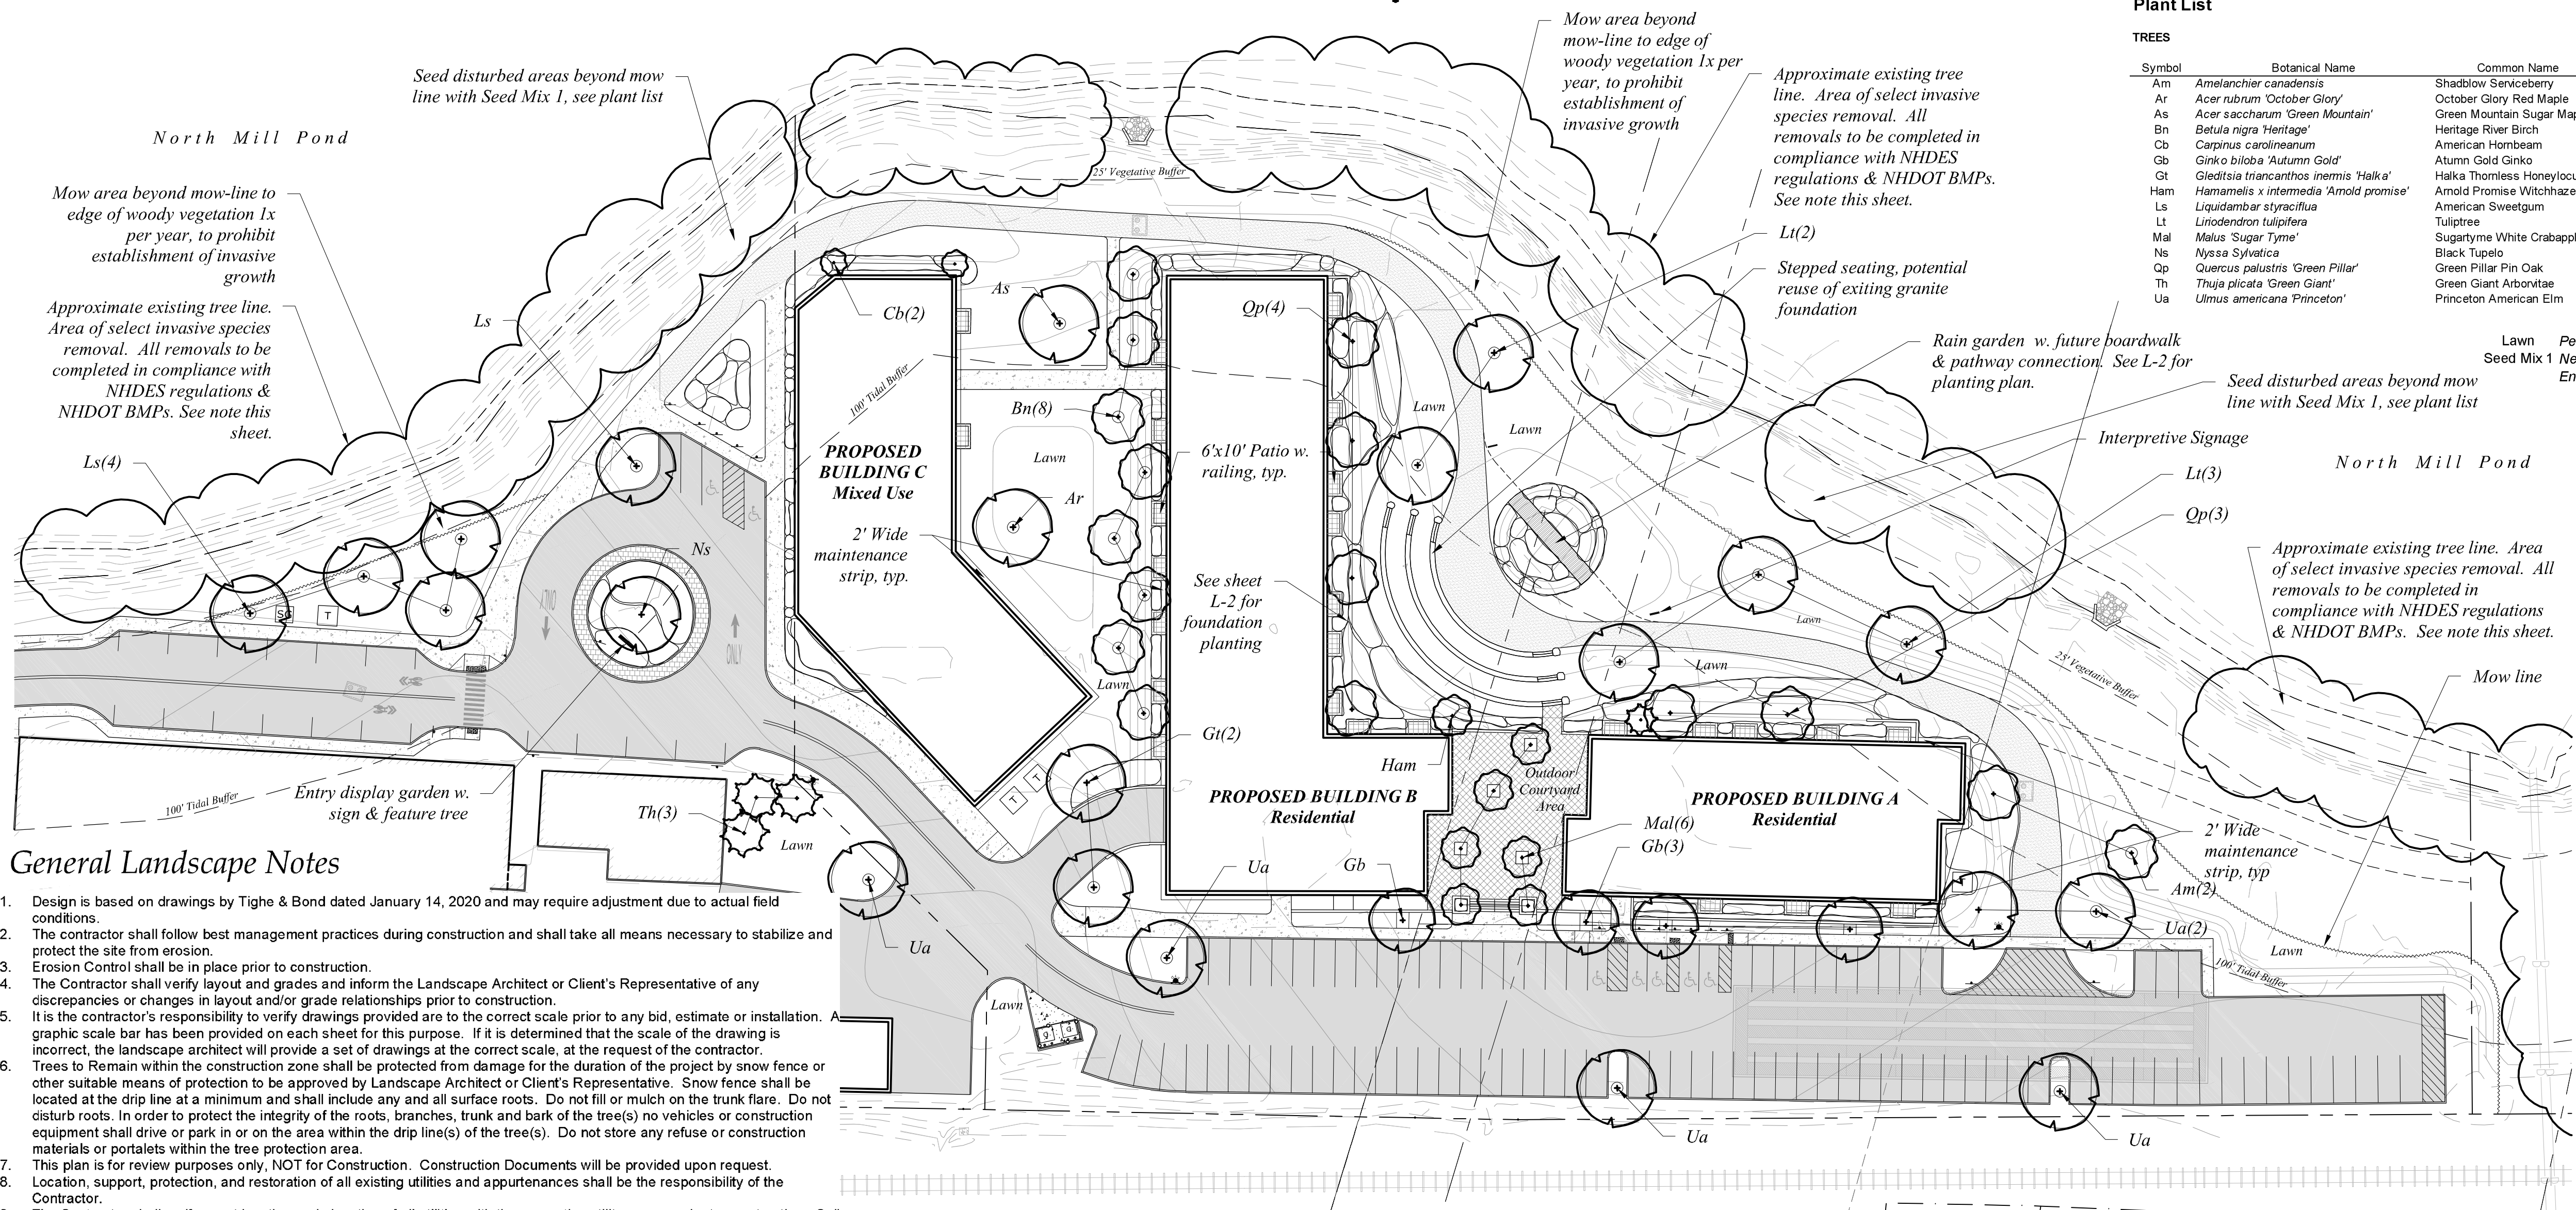 Mow area beyond
mow-line to edge of
woody vegetation 1x per
year, to prohibit
establishment of
invasive growth
Plant List
TREES
Symbol Botanical Name Common Name
Am Amelanchier canadensis Shadblow Serviceberry
Ar Acer rubrum 'October Glory' October Glory Red Maple
As Acer saccharum 'Green Mountain' Green Mountain Sugar
Bn Betula nigra 'Heritage' Heritage River Birch
Cb Carpinus carolineanum American Hornbeam
Gb Ginko biloba 'Autumn Gold' Atumn Gold Ginko
Gt Gleditsia triancanthos inermis 'Halka' Halka Thornless
Ham Hamamelis x intermedia 'Arnold promise' Arnold Promise
Ls Liquidambar styraciflua American Sweetgum
Lt Liriodendron tulipifera Tuliptree
Mal Malus 'Sugar Tyme' Sugartyme White
Ns Nyssa Sylvatica Black Tupelo
Qp Quercus palustris 'Green Pillar' Green Pillar Pin Oak
Th Thuja plicata 'Green Giant' Green Giant Arborvitae
Ua Ulmus americana 'Princeton' Princeton American Elm
Lawn
Seed Mix 1
Seed disturbed areas beyond mow
line with Seed Mix 1, see plant list
North Mill Pond
Mow area beyond mow-line to
edge of woody vegetation 1x
per year, to prohibit
establishment of invasive
growth
Approximate existing tree line.
Area of select invasive species
removal. All removals to be
completed in compliance with
NHDES regulations &
NHDOT BMPs. See note this
sheet.
Ls(4)
Ls
25' Vegetative Buffer
Approximate existing tree
line. Area of select invasive
species removal. All
removals to be completed in
compliance with NHDES
regulations & NHDOT BMPs.
See note this sheet.
Lt(2)
Stepped seating, potential
reuse of exiting granite
foundation
Rain garden w. future boardwalk
& pathway connection. See L-2 for
planting plan.
Seed disturbed areas beyond mow
line with Seed Mix 1, see plant list
Interpretive Signage
North Mill Pond
Lt(3)
Qp(3)
Approximate existing tree line. Area
of select invasive species removal. All
removals to be completed in
compliance with NHDES regulations
& NHDOT BMPs. See note this sheet.
Mow line
25' Vegetative Buffer
As
Cb(2)
Qp(4)
100' Tidal Buffer
Bn(8)
Lawn
Lawn
Lawn
PROPOSED
BUILDING C
Mixed Use
6'x10' Patio w.
railing, typ.
Ar
2' Wide
maintenance
strip, typ.
Ns
See sheet
L-2 for
foundation
planting
SG
T
ONLY
ONLY
Lawn
Lawn
Lawn
Gt(2)
Ham
T
T
Outdoor
Courtyard
Area
PROPOSED BUILDING B
Residential
PROPOSED BUILDING A
Residential
Mal(6)
Gb(3)
Ua
Gb
2' Wide
maintenance
strip, typ
Am(2)
Ua(2)
Lawn
100' Tidal Buffer
Entry display garden w.
sign & feature tree
100' Tidal Buffer
Th(3)
Lawn
Ua
Lawn
Ua
Ua
General Landscape Notes
1. Design is based on drawings by Tighe & Bond dated January 14, 2020 and may require adjustment due to actual field
conditions.
2. The contractor shall follow best management practices during construction and shall take all means necessary to stabilize and
protect the site from erosion.
3. Erosion Control shall be in place prior to construction.
4. The Contractor shall verify layout and grades and inform the Landscape Architect or Client's Representative of any
discrepancies or changes in layout and/or grade relationships prior to construction.
5. It is the contractor's responsibility to verify drawings provided are to the correct scale prior to any bid, estimate or installation. A
graphic scale bar has been provided on each sheet for this purpose. If it is determined that the scale of the drawing is
incorrect, the landscape architect will provide a set of drawings at the correct scale, at the request of the contractor.
6. Trees to Remain within the construction zone shall be protected from damage for the duration of the project by snow fence or
other suitable means of protection to be approved by Landscape Architect or Client's Representative. Snow fence shall be
located at the drip line at a minimum and shall include any and all surface roots. Do not fill or mulch on the trunk flare. Do not
disturb roots. In order to protect the integrity of the roots, branches, trunk and bark of the tree(s) no vehicles or construction
equipment shall drive or park in or on the area within the drip line(s) of the tree(s). Do not store any refuse or construction
materials or portalets within the tree protection area.
7. This plan is for review purposes only, NOT for Construction. Construction Documents will be provided upon request.
8. Location, support, protection, and restoration of all existing utilities and appurtenances shall be the responsibility of the
Contractor.